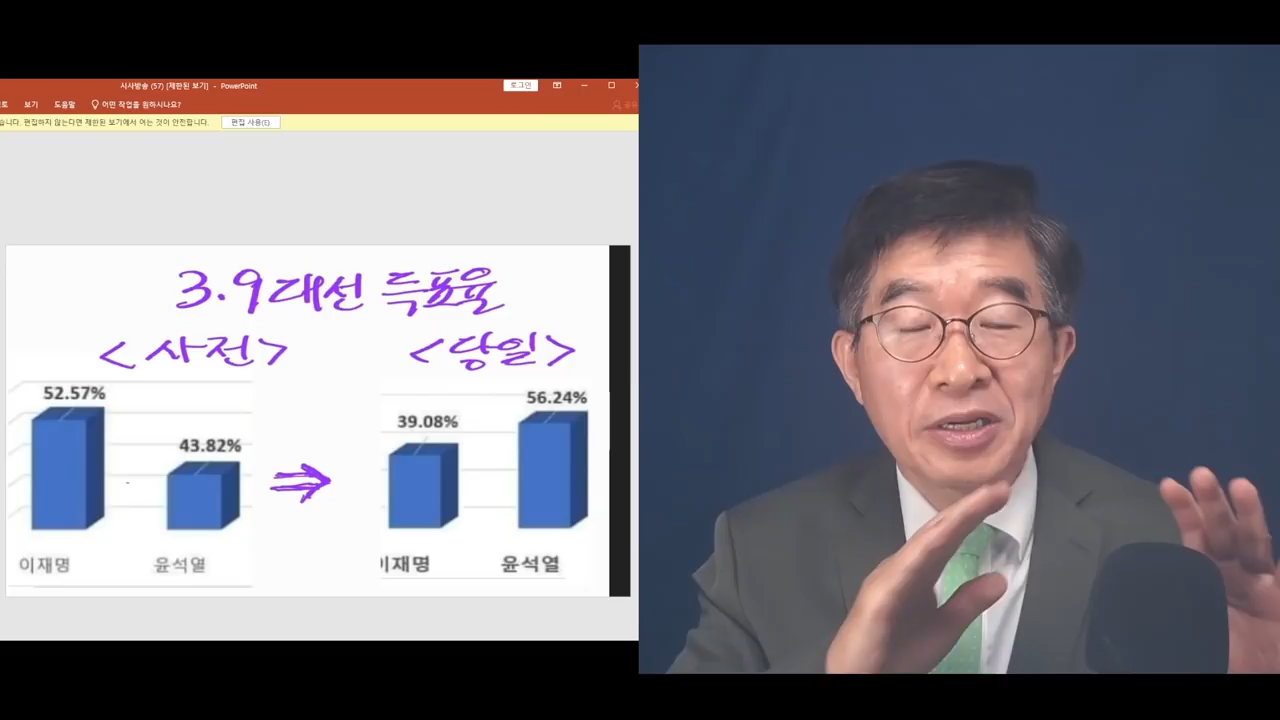 시사방송 (57) [제한된 보기] - PowerPoint
로그인
보기 도움말 어떤 작업을 원하시나요?
습니다. 편집하지 않는다면 제한된 보기에서 여는 것이 안전합니다. 편집 사용(E)
3.9대선 득표율
<사전> <당일>
52.57% 43.82% 39.08% 56.24%
이재명 윤석열 이재명 윤석열